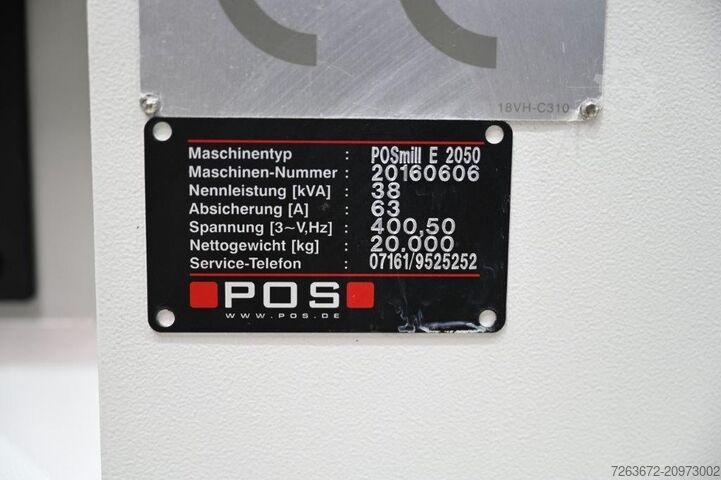 18VH-C310
Maschinentyp : POSmill E 2050
Maschinen-Nummer : 20160606
Nennleistung [kVA] : 38
Absicherung [A] : 63
Spannung [3~V,Hz] : 400,50
Nettogewicht [kg] : 20.000
Service-Telefon : 07161/9525252
POS
WWW.POS.DE
7263672-20973002